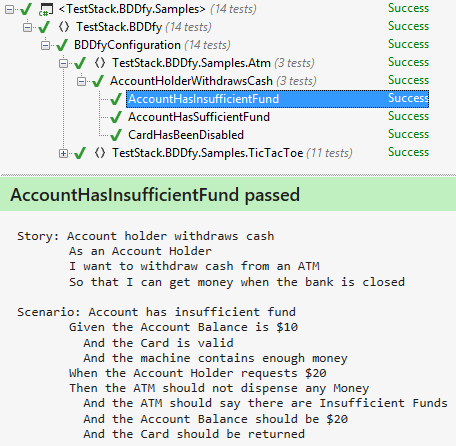 <TestStack.BDDfy.Samples> (14 tests) Success
TestStack.BDDfy (14 tests) Success
BDDfyConfiguration (14 tests) Success
TestStack.BDDfy.Samples.Atm (3 tests) Success
AccountHolderWithdrawsCash (3 tests) Success
AccountHasInsufficientFund Success
AccountHasSufficientFund Success
CardHasBeenDisabled Success
TestStack.BDDfy.Samples.TicTacToe (11 tests) Success
AccountHasInsufficientFund passed
Story: Account holder withdraws cash
As an Account Holder
I want to withdraw cash from an ATM
So that I can get money when the bank is closed
Scenario: Account has insufficient fund
Given the Account Balance is $10
And the Card is valid
And the machine contains enough money
When the Account Holder requests $20
Then the ATM should not dispense any Money
And the ATM should say there are Insufficient Funds
And the Account Balance should be $20
And the Card should be returned